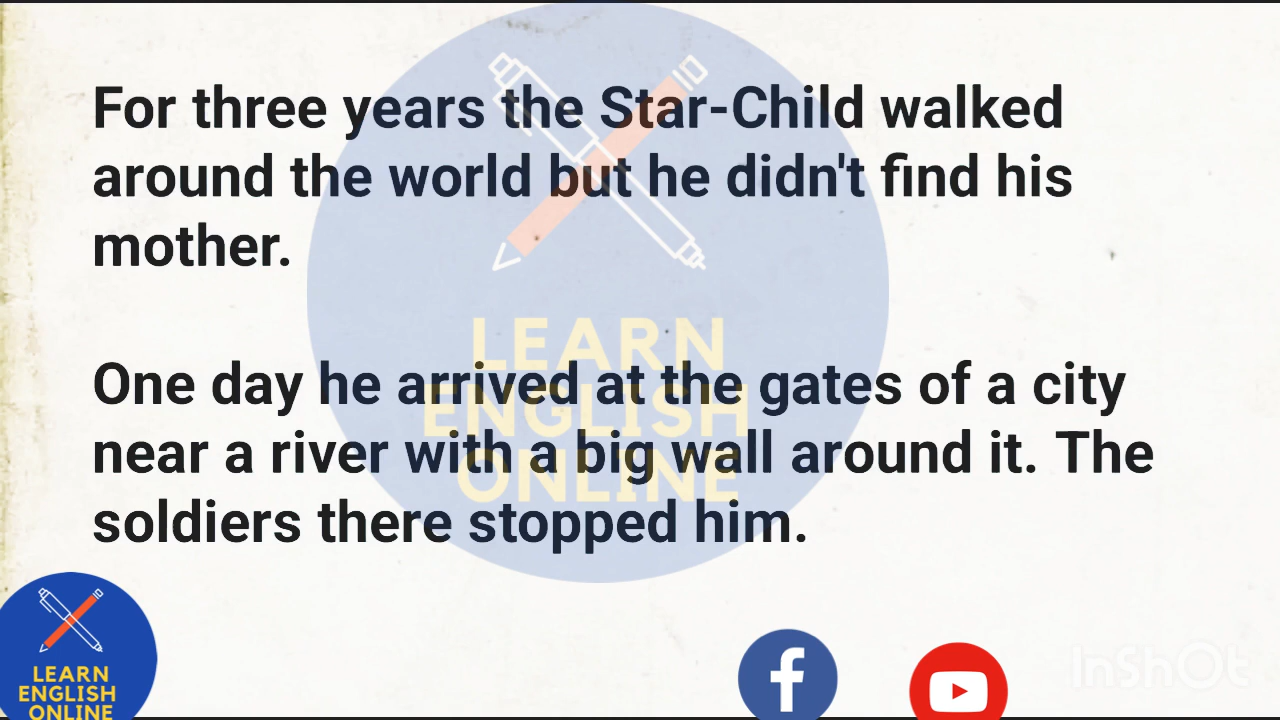 For three years the Star-Child walked
around the world but he didn't find his
mother.
LEARN
ENGLISH
ONLINE
One day he arrived at the gates of a city
near a river with a big wall around it. The
soldiers there stopped him.
LEARN
ENGLISH
ONLINE
InShOt